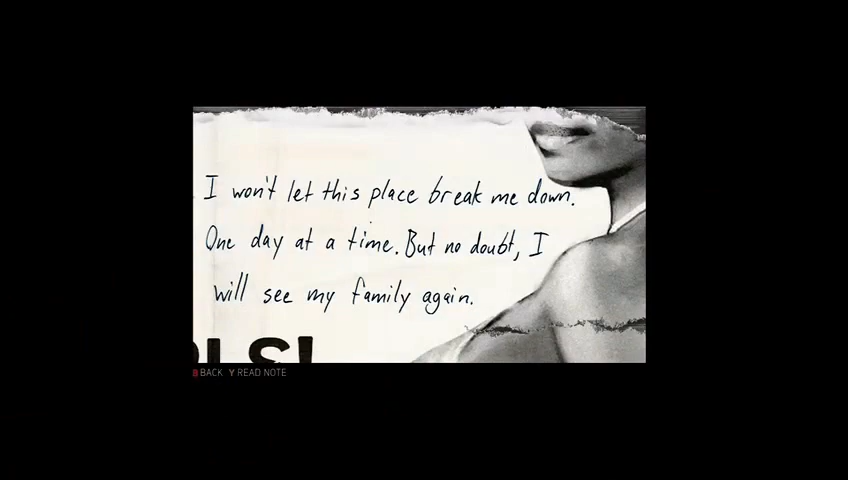 I won't let this place break me down.
One day at a time. But no doubt, I
will see my family again.
LS!
B BACK Y READ NOTE